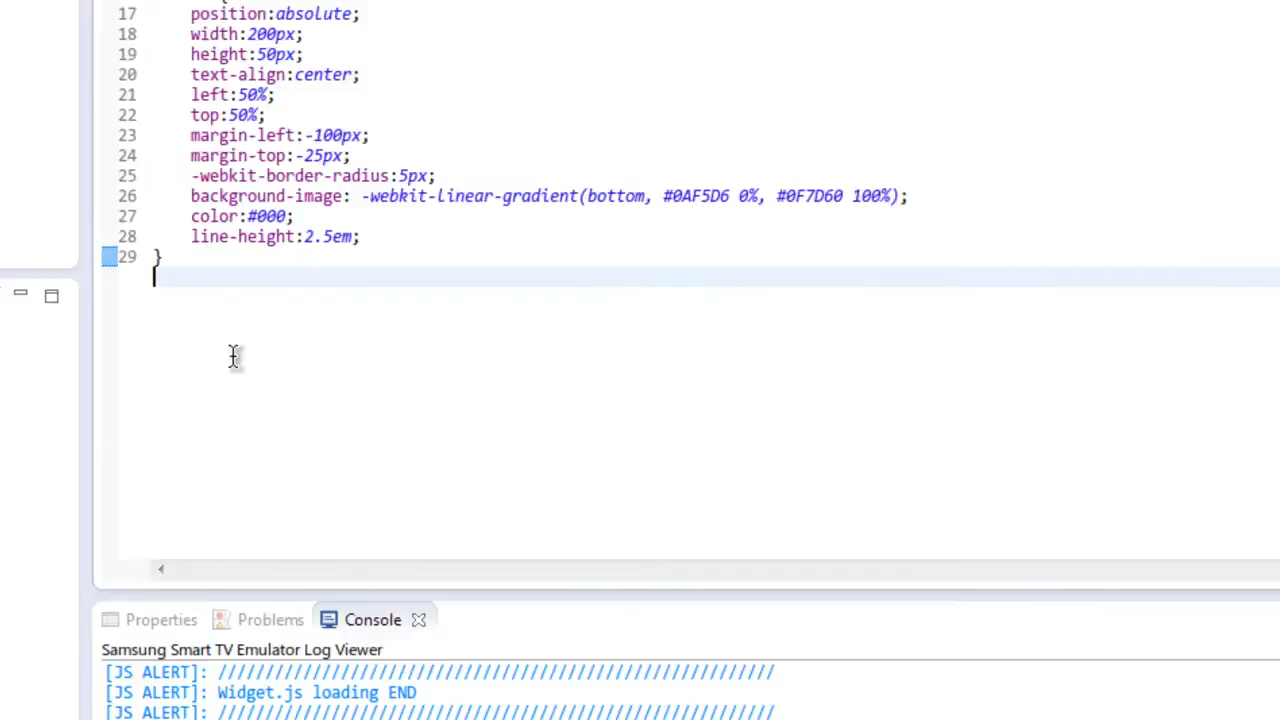 17 position:absolute;
18 width:200px;
19 height:50px;
20 text-align:center;
21 left:50%;
22 top:50%;
23 margin-left:-100px;
24 margin-top:-25px;
25 -webkit-border-radius:5px;
26 background-image: -webkit-linear-gradient(bottom, #0AF5D6 0%, #0F7D60 100%);
27 color:#000;
28 line-height:2.5em;
29 }
Properties Problems Console
Samsung Smart TV Emulator Log Viewer
[JS ALERT]: ///////////////////////////////////////////////////////////
[JS ALERT]: Widget.js loading END
[JS ALERT]: ///////////////////////////////////////////////////////////